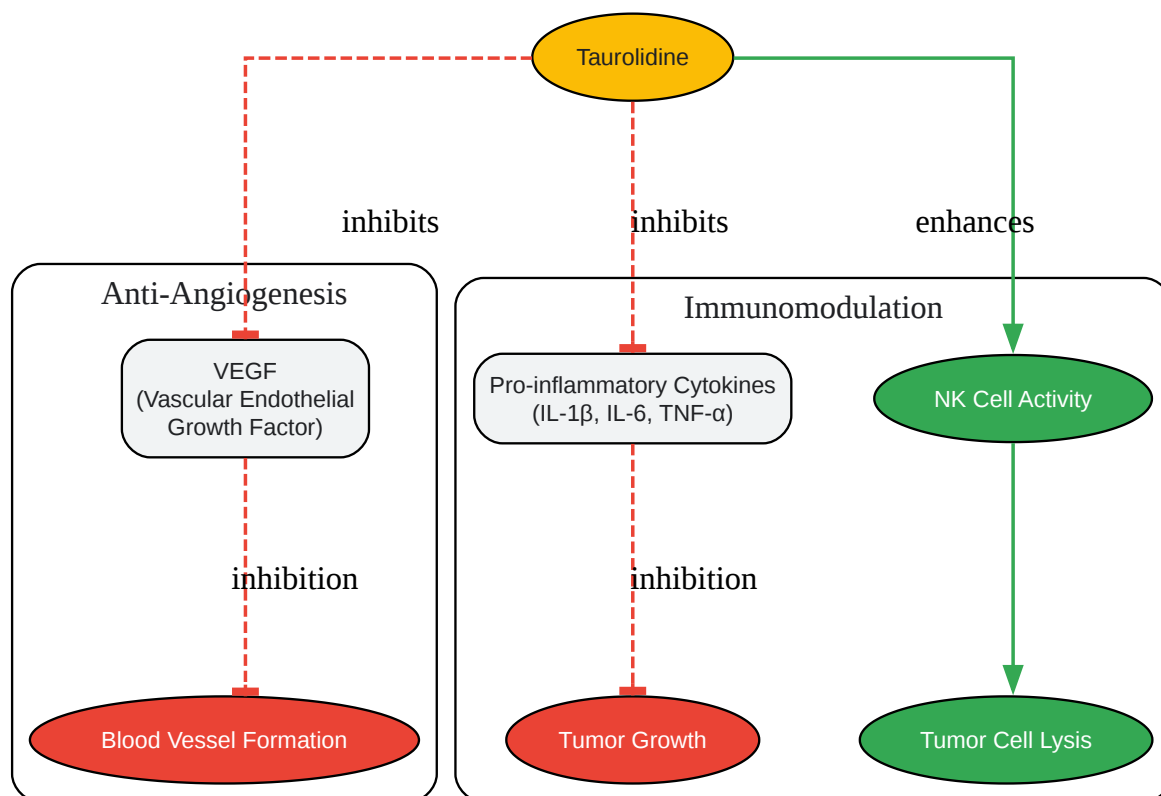 Taurolidine
inhibits
inhibits
enhances
Anti-Angiogenesis
Immunomodulation
VEGF
(Vascular Endothelial
Growth Factor)
Pro-inflammatory Cytokines
(IL-1β, IL-6, TNF-α)
NK Cell Activity
inhibition
inhibition
Blood Vessel Formation
Tumor Growth
Tumor Cell Lysis